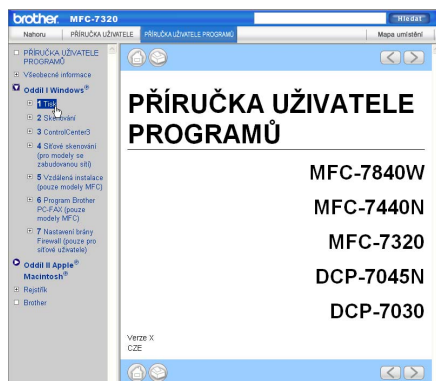 brother. MFC-7320
Hledat
Nahoru
PŘÍRUČKA UŽIVATELE
PŘÍRUČKA UŽIVATELE PROGRAMŮ
Mapa umístění
PŘÍRUČKA UŽIVATELE
PROGRAMŮ
Všeobecné informace
Oddíl I Windows®
1 Tisk
2 Skenování
3 ControlCenter3
4 Síťové skenování
(pro modely se
zabudovanou sítí)
5 Vzdálená instalace
(pouze modely MFC)
6 Program Brother
PC-FAX (pouze
modely MFC)
7 Nastavení brány
Firewall (pouze pro
síťové uživatele)
Oddíl II Apple®
Macintosh®
Rejstřík
Brother
PŘÍRUČKA UŽIVATELE
PROGRAMŮ
MFC-7840W
MFC-7440N
MFC-7320
DCP-7045N
DCP-7030
Verze X
CZE